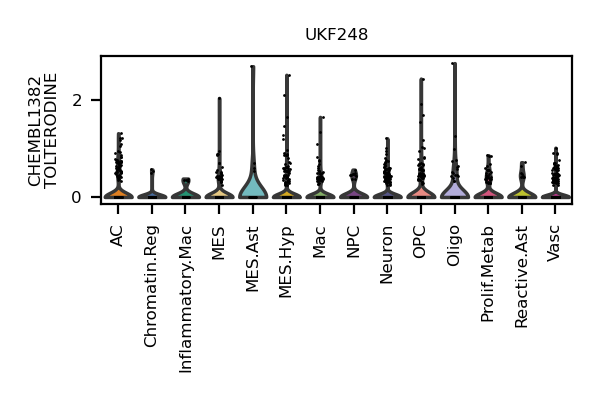 UKF248
CHEMBL1382
TOLTERODINE
2
0
AC
Chromatin.Reg
Inflammatory.Mac
MES
MES.Ast
MES.Hyp
Mac
NPC
Neuron
OPC
Oligo
Prolif.Metab
Reactive.Ast
Vasc